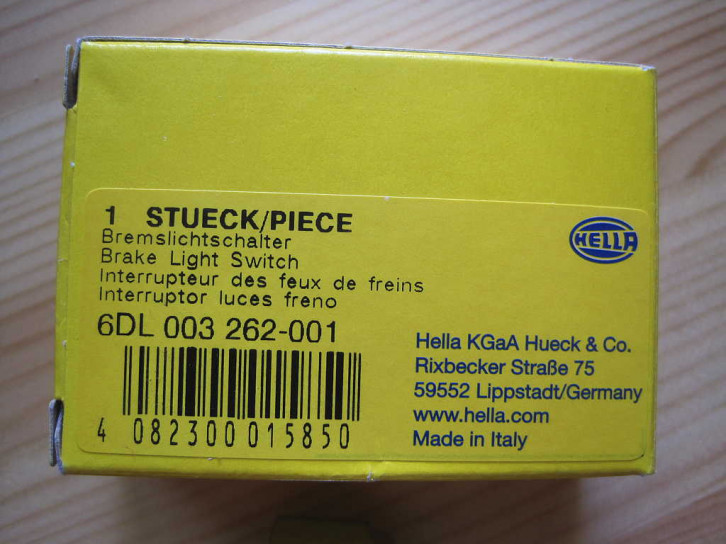 1 STUECK/PIECE
Bremslichtschalter
Brake Light Switch
Interrupteur des feux de freins
Interruptor luces freno
6DL 003 262-001
4 082300 015850
HELLA
Hella KGaA Hueck & Co.
Rixbecker Straße 75
59552 Lippstadt/Germany
www.hella.com
Made in Italy